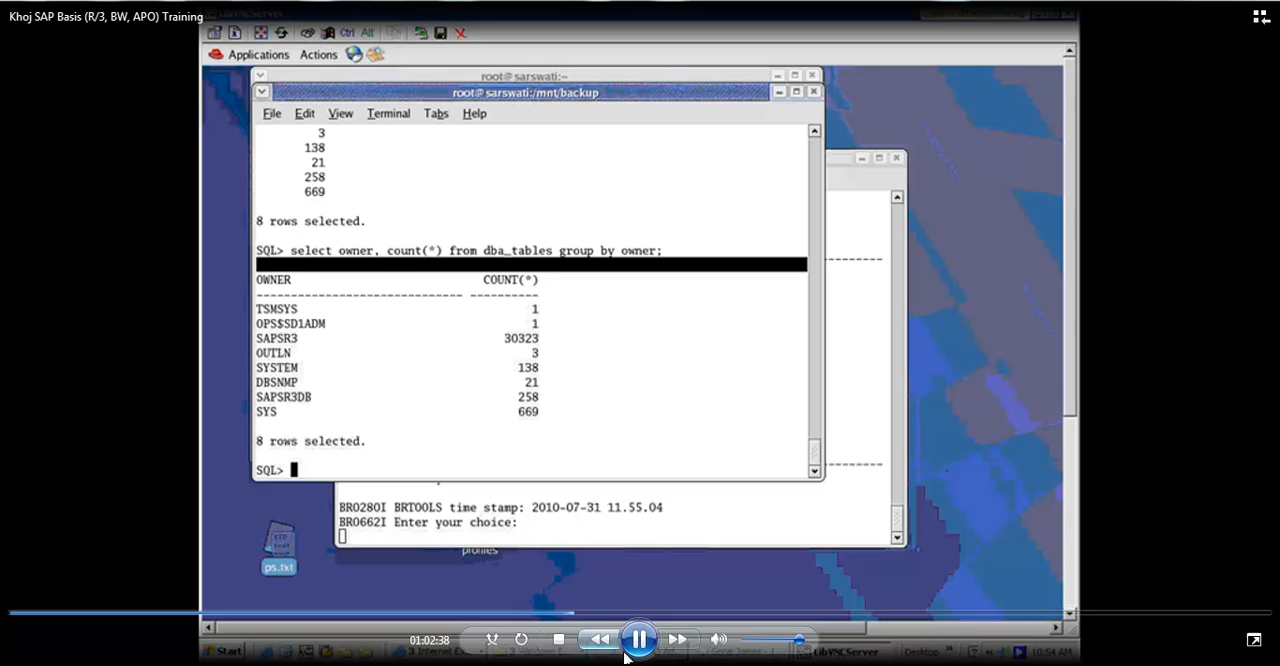 Khoj SAP Basis (R/3, BW, APO) Training
Ctrl Alt
Applications Actions
root@sarswati:~
root@sarswati:/mnt/backup
File Edit View Terminal Tabs Help
3
138
21
258
669
8 rows selected.
SQL> select owner, count(*) from dba_tables group by owner;
OWNER COUNT(*)
------------------------------ ----------
TSMSYS 1
OPS$SD1ADM 1
SAPSR3 30323
OUTLN 3
SYSTEM 138
DBSNMP 21
SAPSR3DB 258
SYS 669
8 rows selected.
SQL>
BR0280I BRTOOLS time stamp: 2010-07-31 11.55.04
BR0662I Enter your choice:
profiles
ps.txt
01:02:38
Start
3 Internet
LibVNCServer
Desktop
10:54 AM